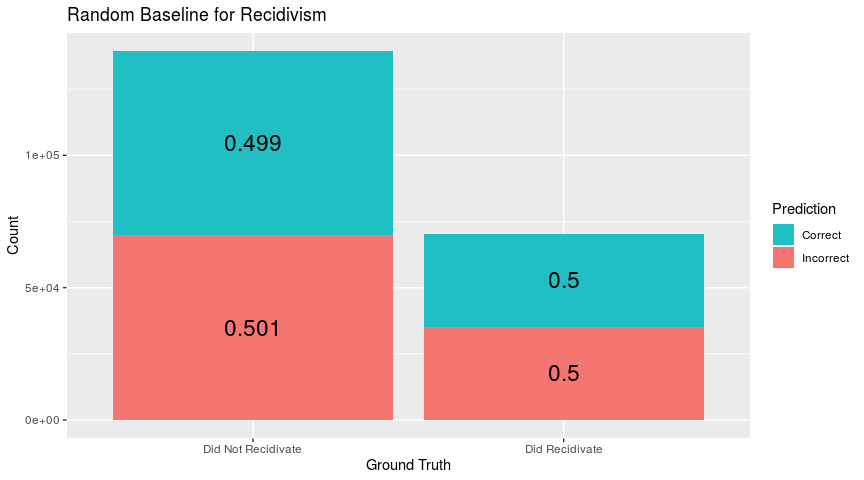 Random Baseline for Recidivism
Count
1e+05
5e+04
0e+00
0.499
0.501
0.5
0.5
Did Not Recidivate
Did Recidivate
Ground Truth
Prediction
Correct
Incorrect